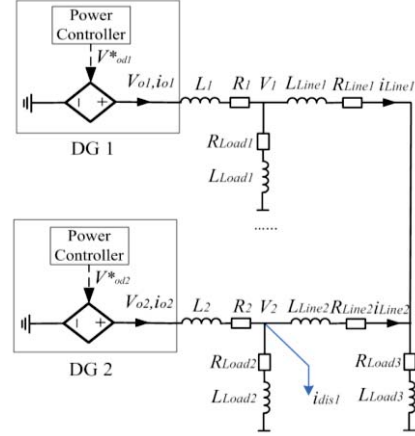 Power
Controller
V*od1
Vo1,io1
L1 R1 V1 LLine1 RLine1 iLine1
DG 1
RLoad1
LLoad1
......
Power
Controller
V*od2
Vo2,io2
L2 R2 V2 LLine2 RLine2 iLine2
DG 2
RLoad2
LLoad2
idis1
RLoad3
LLoad3